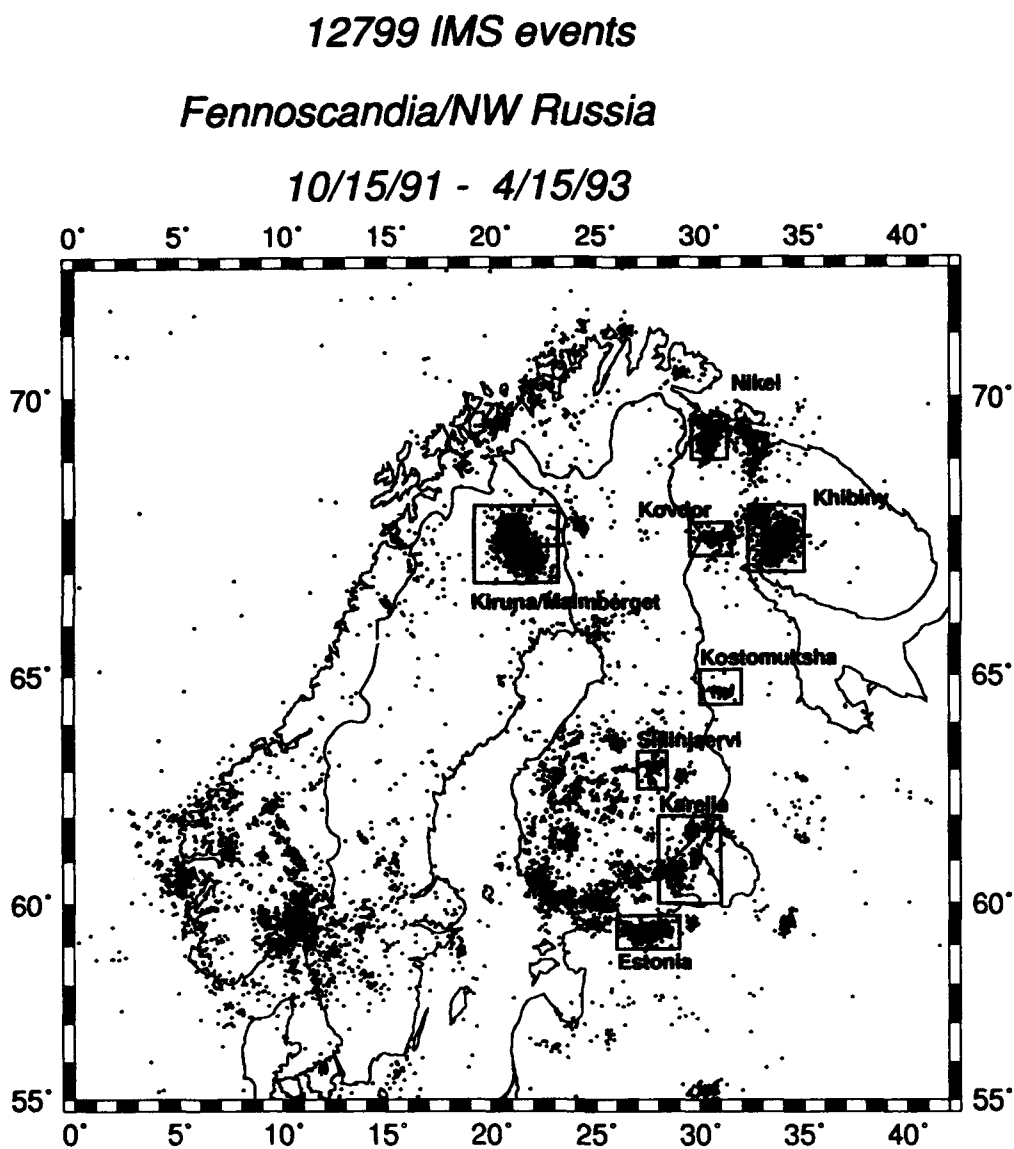 12799 IMS events
Fennoscandia/NW Russia
10/15/91 - 4/15/93
0° 5° 10° 15° 20° 25° 30° 35° 40°
70° 70°
Nikel
Kovdor Khibiny
Kiruna/Malmberget
Kostomuksha
65° 65°
Siilinjaervi
Karelia
60° 60°
Estonia
55° 55°
0° 5° 10° 15° 20° 25° 30° 35° 40°